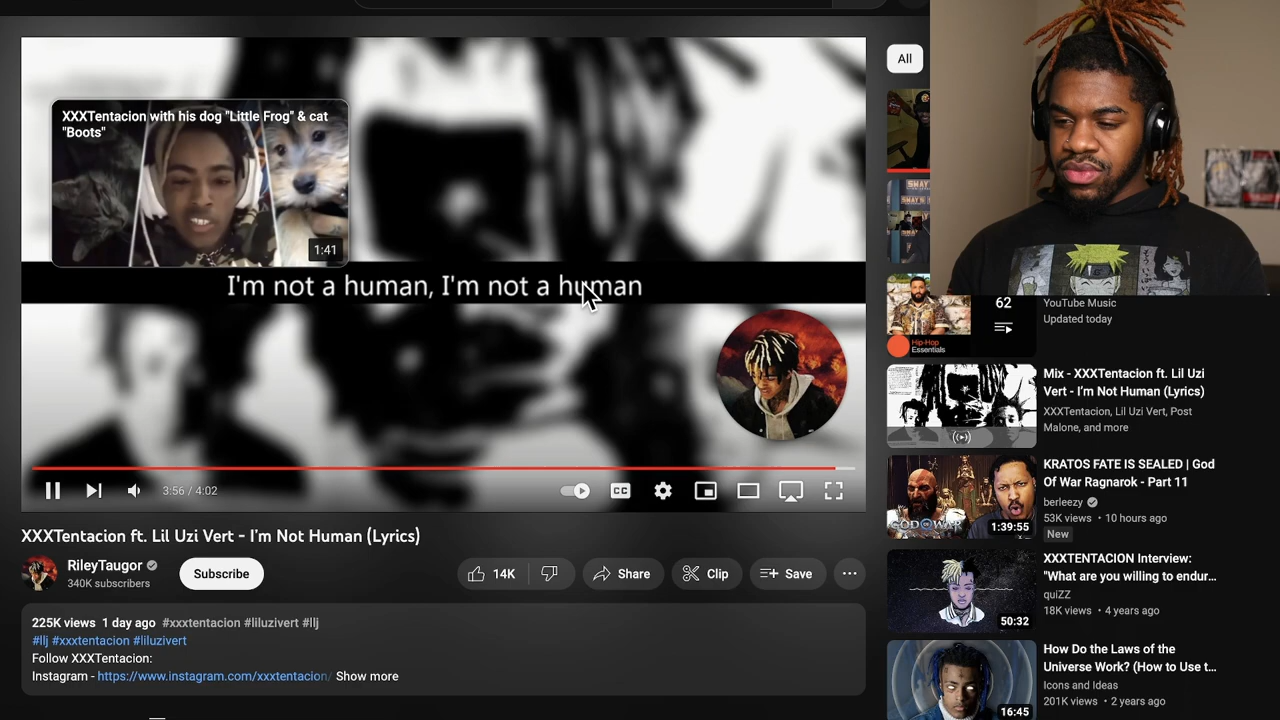 XXXTentacion with his dog "Little Frog" & cat
"Boots"
1:41
I'm not a human, I'm not a human
3:56 / 4:02
CC
XXXTentacion ft. Lil Uzi Vert - I'm Not Human (Lyrics)
RileyTaugor
340K subscribers
Subscribe
14K
Share
Clip
Save
225K views 1 day ago #xxxtentacion #liluzivert #llj
#llj #xxxtentacion #liluzivert
Follow XXXTentacion:
Instagram - https://www.instagram.com/xxxtentacion/ Show more
All
SWAY'S
Hip-Hop
Essentials
62
YouTube Music
Updated today
Mix - XXXTentacion ft. Lil Uzi
Vert - I'm Not Human (Lyrics)
XXXTentacion, Lil Uzi Vert, Post
Malone, and more
GOD OF WAR
1:39:55
KRATOS FATE IS SEALED | God
Of War Ragnarok - Part 11
berleezy
53K views • 10 hours ago
New
50:32
XXXTENTACION Interview:
"What are you willing to endur...
quiZZ
18K views • 4 years ago
16:45
How Do the Laws of the
Universe Work? (How to Use t...
Icons and Ideas
201K views • 2 years ago